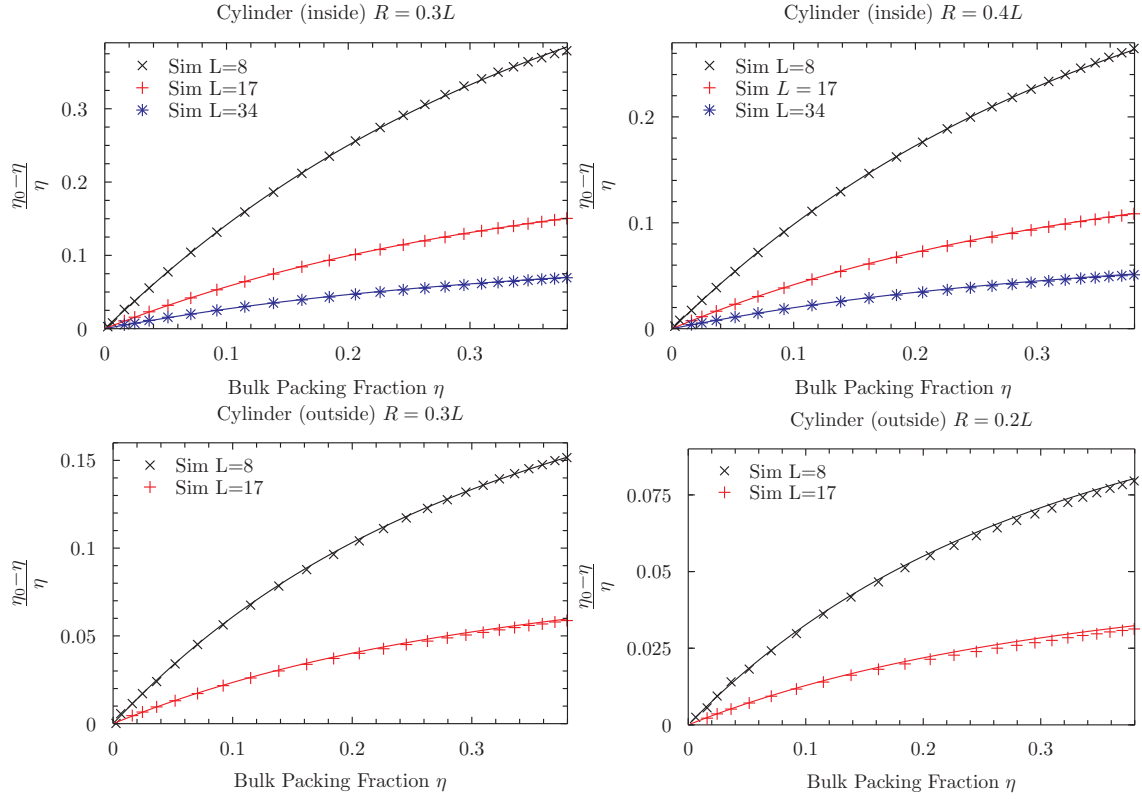 Cylinder (inside) R = 0.3L
Sim L=8
Sim L=17
Sim L=34
0.3
0.2
0.1
0
η₀−η
η
0
0.1
0.2
0.3
Bulk Packing Fraction η
Cylinder (inside) R = 0.4L
Sim L=8
Sim L = 17
Sim L=34
0.2
0.1
0
η₀−η
η
0
0.1
0.2
0.3
Bulk Packing Fraction η
Cylinder (outside) R = 0.3L
Sim L=8
Sim L=17
0.15
0.1
0.05
0
η₀−η
η
0
0.1
0.2
0.3
Bulk Packing Fraction η
Cylinder (outside) R = 0.2L
Sim L=8
Sim L=17
0.075
0.05
0.025
0
η₀−η
η
0
0.1
0.2
0.3
Bulk Packing Fraction η